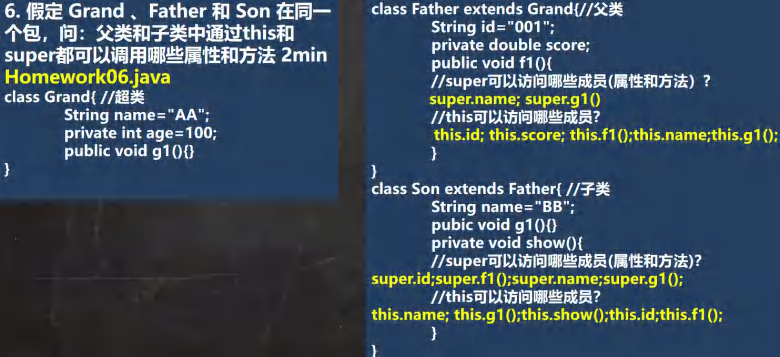 6. 假定 Grand 、Father 和 Son 在同一
个包，问：父类和子类中通过this和
super都可以调用哪些属性和方法 2min
Homework06.java
class Grand{ //超类
String name="AA";
private int age=100;
public void g1(){}
}
class Father extends Grand{//父类
String id="001";
private double score;
public void f1(){
//super可以访问哪些成员(属性和方法）?
super.name; super.g1()
//this可以访问哪些成员?
this.id; this.score; this.f1();this.name;this.g1();
}
}
class Son extends Father{ //子类
String name="BB";
pubic void g1(){}
private void show(){
//super可以访问哪些成员(属性和方法)?
super.id;super.f1();super.name;super.g1();
//this可以访问哪些成员?
this.name; this.g1();this.show();this.id;this.f1();
}
}